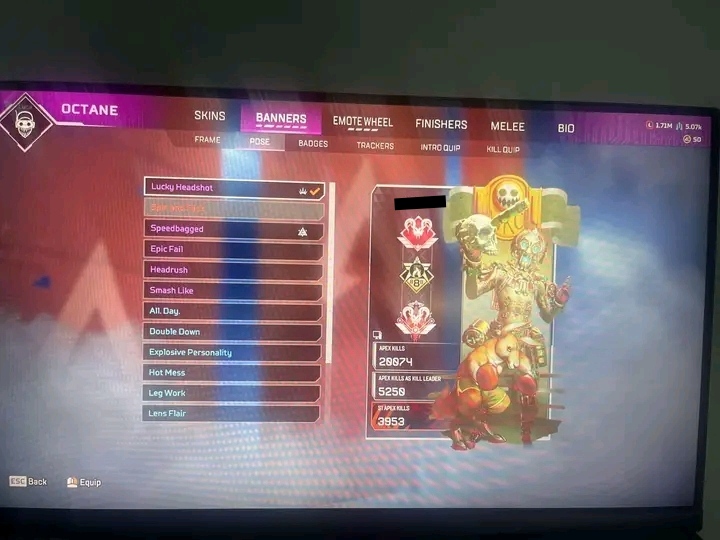 OCTANE
SKINS BANNERS EMOTE WHEEL FINISHERS MELEE BIO
1.71M 5.07k
50
FRAME POSE BADGES TRACKERS INTRO QUIP KILL QUIP
Lucky Headshot
Speedbagged
Epic Fail
Headrush
Smash Like
All. Day.
Double Down
Explosive Personality
Hot Mess
Leg Work
Lens Flair
8
APEX KILLS
20074
APEX KILLS AS KILL LEADER
5250
S1 APEX KILLS
3953
ESC Back Equip